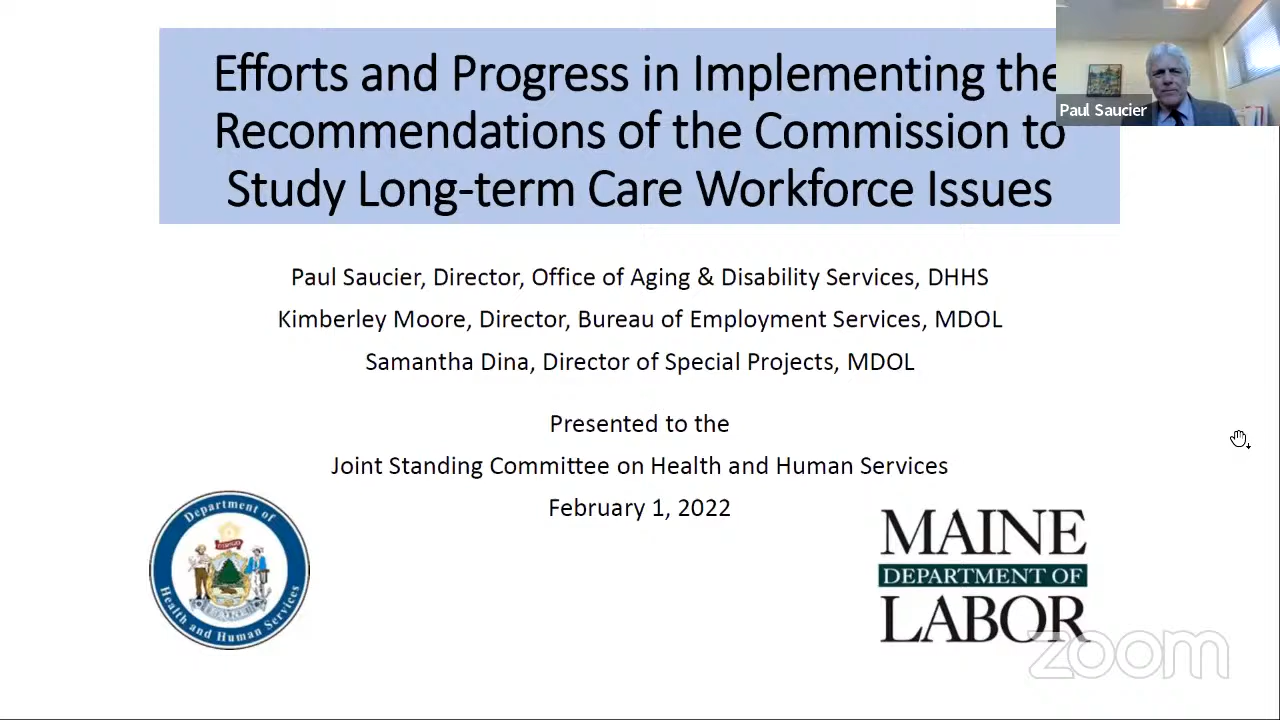 Efforts and Progress in Implementing the
Recommendations of the Commission to
Study Long-term Care Workforce Issues
Paul Saucier
Paul Saucier, Director, Office of Aging & Disability Services, DHHS
Kimberley Moore, Director, Bureau of Employment Services, MDOL
Samantha Dina, Director of Special Projects, MDOL
Presented to the
Joint Standing Committee on Health and Human Services
February 1, 2022
Department of
Health and Human Services
MAINE
DEPARTMENT OF
LABOR
zoom